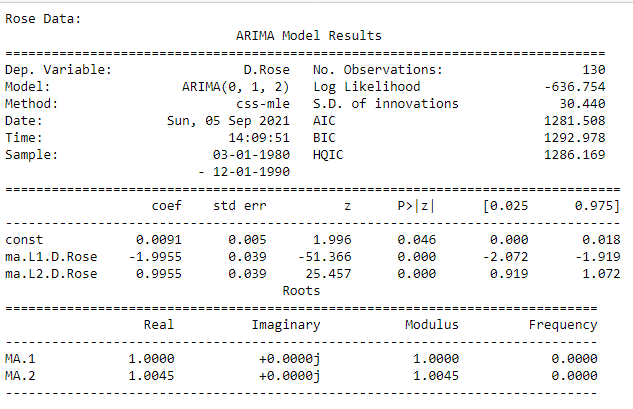 Rose Data:
ARIMA Model Results
==============================================================================
Dep. Variable: D.Rose No. Observations: 130
Model: ARIMA(0, 1, 2) Log Likelihood -636.754
Method: css-mle S.D. of innovations 30.440
Date: Sun, 05 Sep 2021 AIC 1281.508
Time: 14:09:51 BIC 1292.978
Sample: 03-01-1980 HQIC 1286.169
- 12-01-1990
================================================================================
coef std err z P>|z| [0.025 0.975]
--------------------------------------------------------------------------------
const 0.0091 0.005 1.996 0.046 0.000 0.018
ma.L1.D.Rose -1.9955 0.039 -51.366 0.000 -2.072 -1.919
ma.L2.D.Rose 0.9955 0.039 25.457 0.000 0.919 1.072
Roots
=============================================================================
Real Imaginary Modulus Frequency
-----------------------------------------------------------------------------
MA.1 1.0000 +0.0000j 1.0000 0.0000
MA.2 1.0045 +0.0000j 1.0045 0.0000
-----------------------------------------------------------------------------